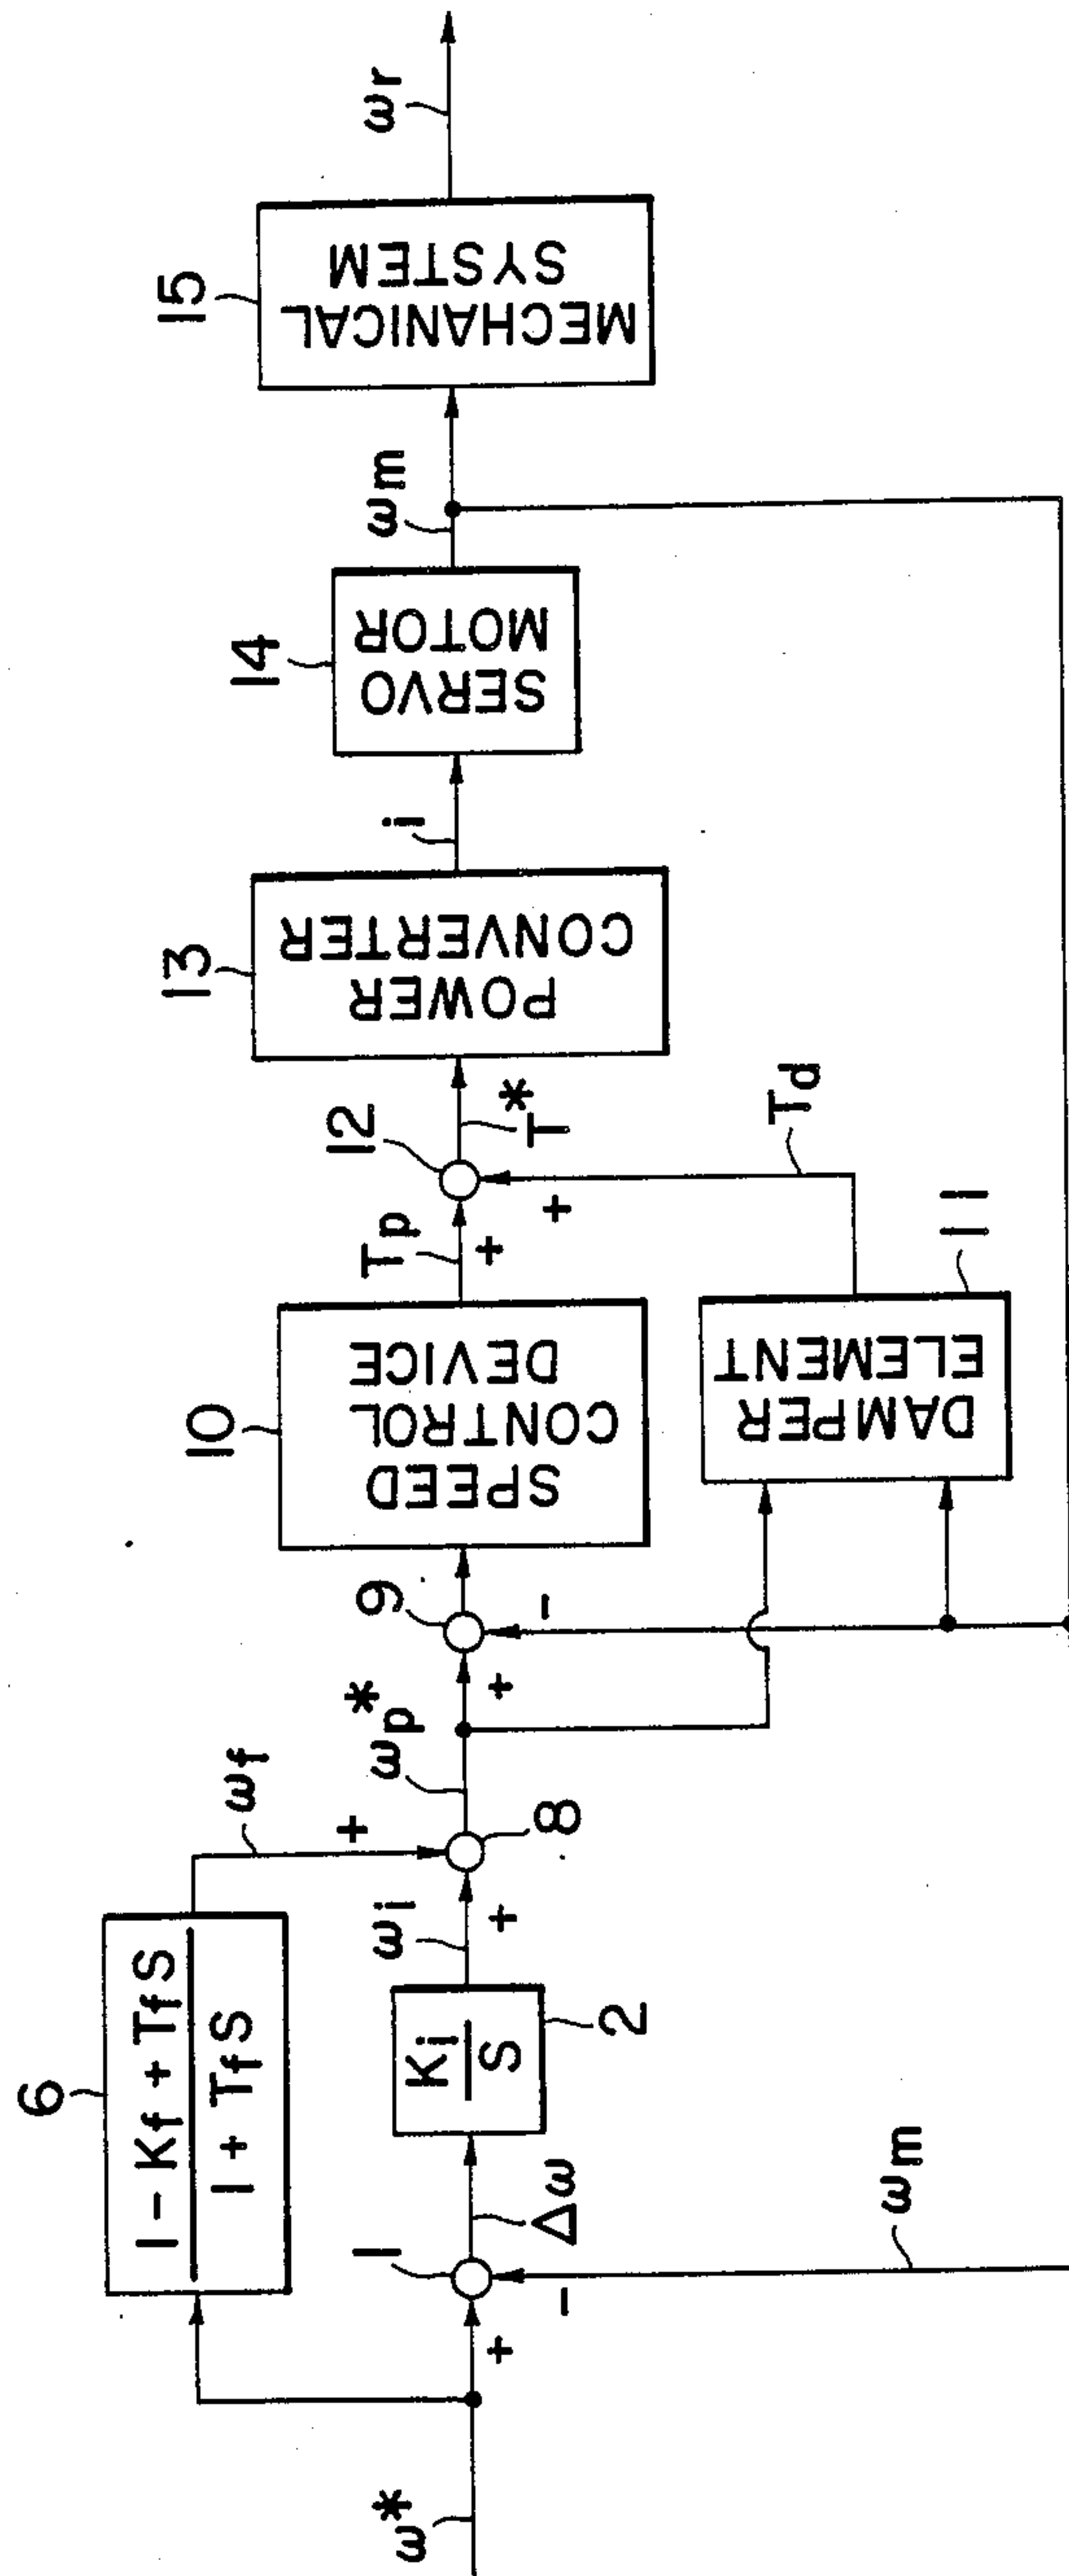 ω*
+
-
1
Δω
6
1 - Kf + TfS
1 + TfS
Ki
S
2
ωi
+
ωf
+
8
ωp*
+
-
9
10
SPEED
CONTROL
DEVICE
11
DAMPER
ELEMENT
Tp
+
+
12
Td
T*
13
POWER
CONVERTER
i
14
SERVO
MOTOR
ωm
15
MECHANICAL
SYSTEM
ωr
ωm